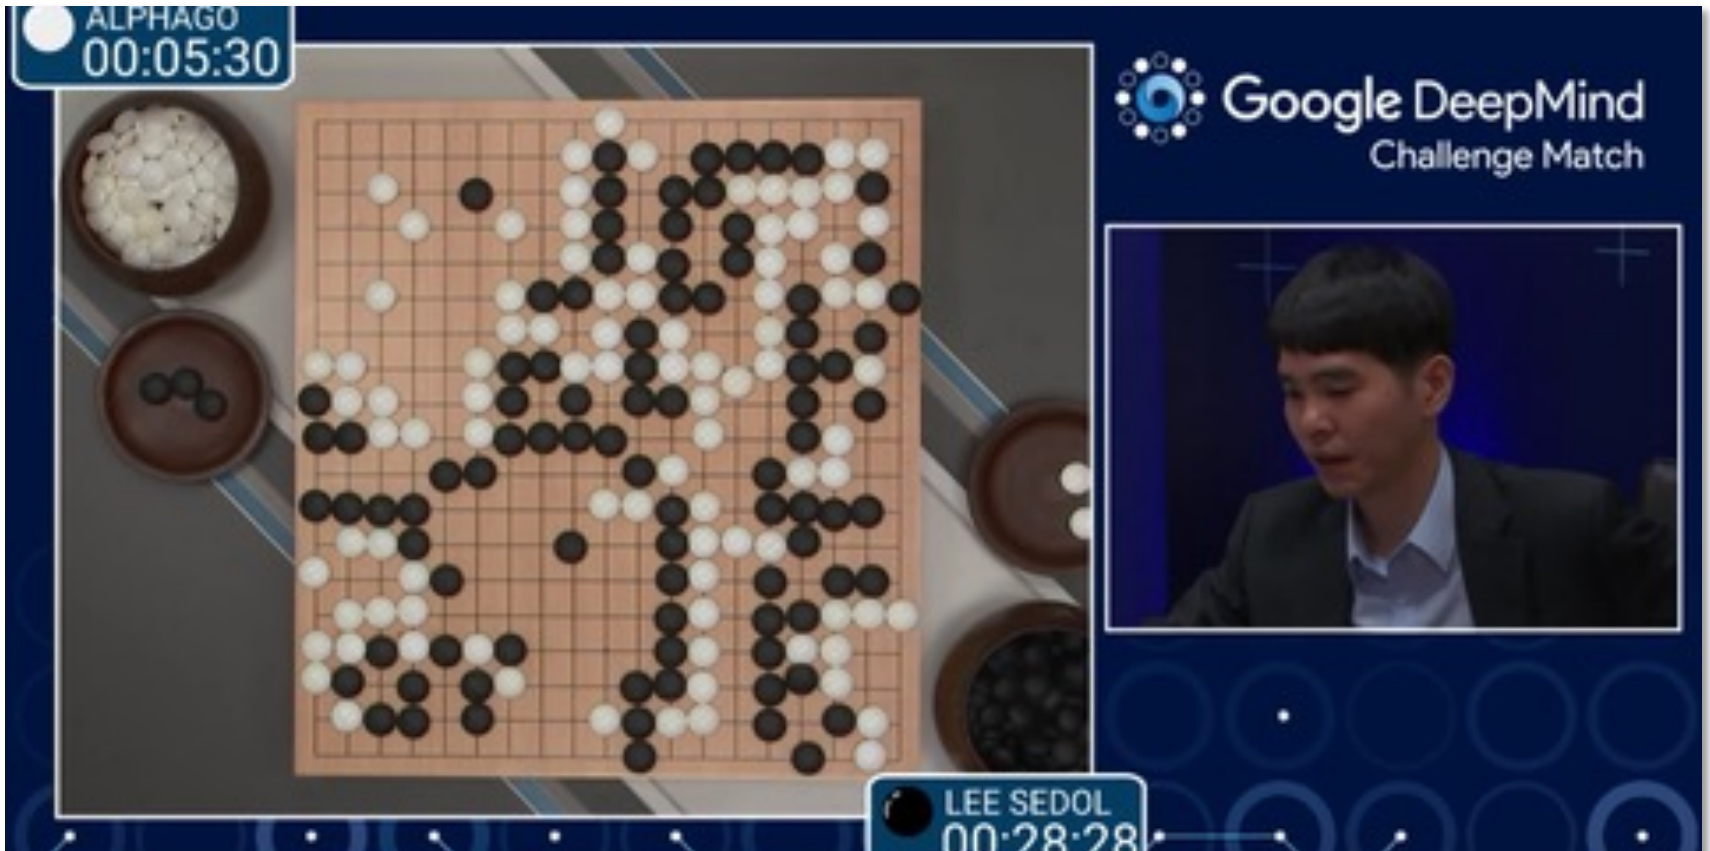 ALPHAGO
00:05:30
Google DeepMind
Challenge Match
LEE SEDOL
00:28:28